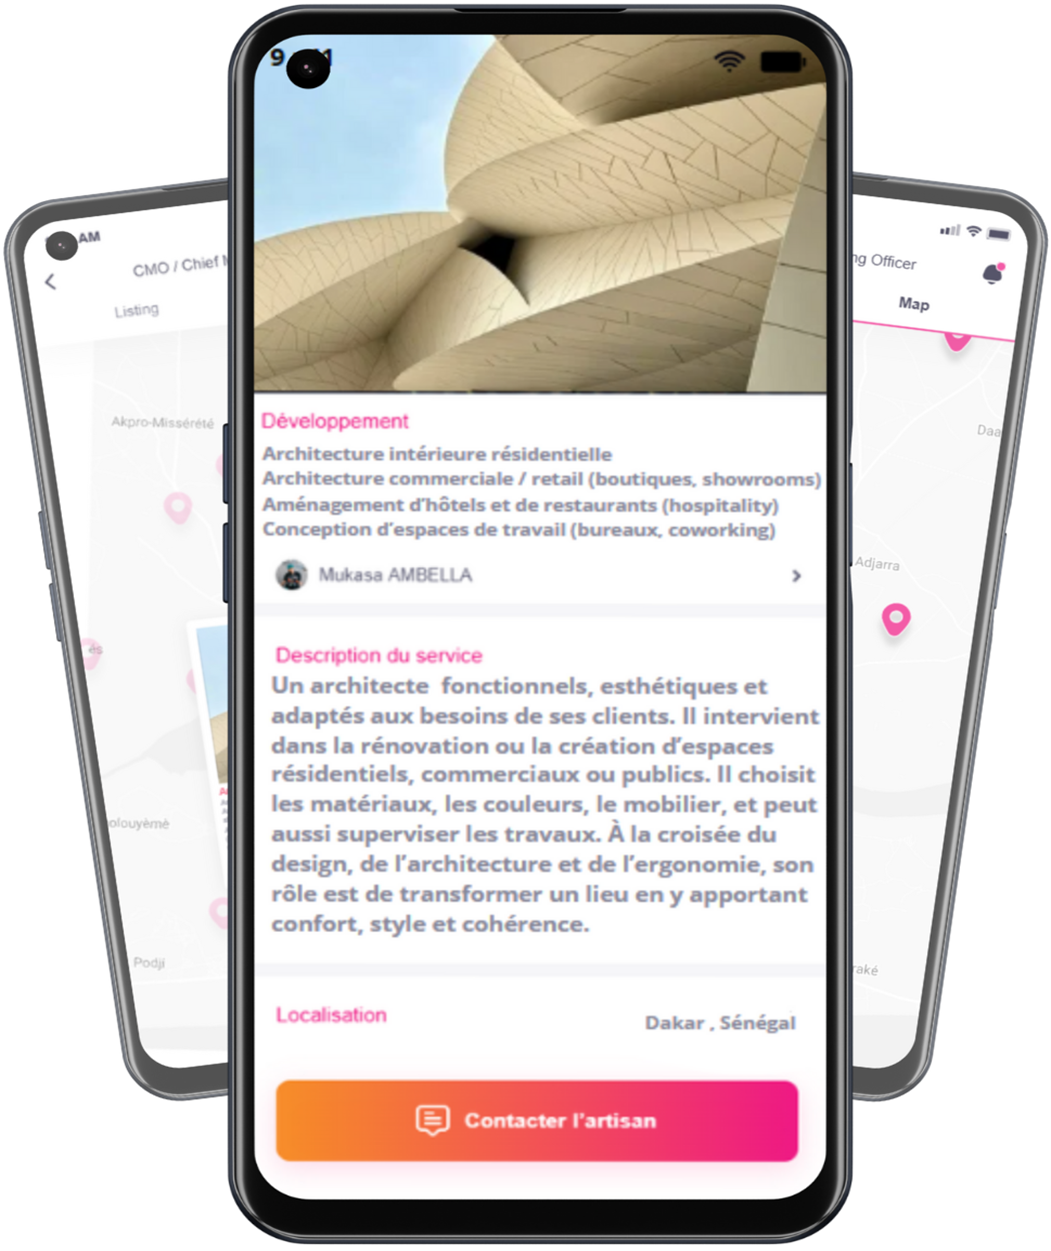 AM
CMO / Chief
Listing
Akpro-Missérété
és
olouyèmè
Podji
Développement
Architecture intérieure résidentielle
Architecture commerciale / retail (boutiques, showrooms)
Aménagement d'hôtels et de restaurants (hospitality)
Conception d'espaces de travail (bureaux, coworking)
Mukasa AMBELLA
Description du service
Un architecte fonctionnels, esthétiques et
adaptés aux besoins de ses clients. Il intervient
dans la rénovation ou la création d'espaces
résidentiels, commerciaux ou publics. Il choisit
les matériaux, les couleurs, le mobilier, et peut
aussi superviser les travaux. À la croisée du
design, de l'architecture et de l'ergonomie, son
rôle est de transformer un lieu en y apportant
confort, style et cohérence.
Localisation
Dakar , Sénégal
Contacter l'artisan
ng Officer
Map
Daa
Adjarra
raké